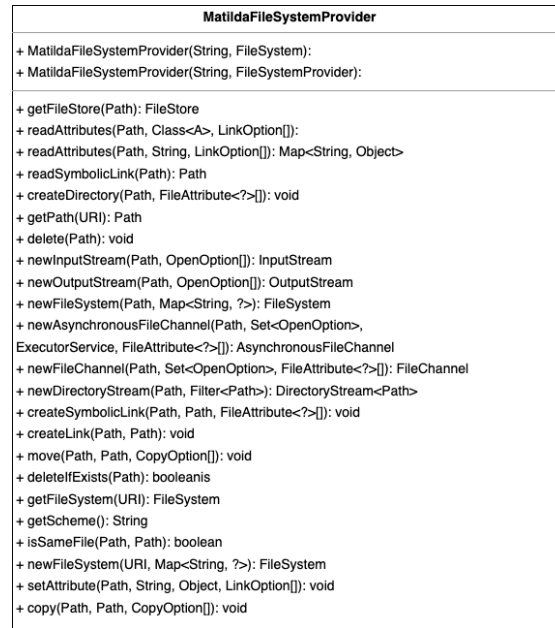 MatildaFileSystemProvider
+ MatildaFileSystemProvider(String, FileSystem):
+ MatildaFileSystemProvider(String, FileSystemProvider):
+ getFileStore(Path): FileStore
+ readAttributes(Path, Class<A>, LinkOption[]):
+ readAttributes(Path, String, LinkOption[]): Map<String, Object>
+ readSymbolicLink(Path): Path
+ createDirectory(Path, FileAttribute<?>[]): void
+ getPath(URI): Path
+ delete(Path): void
+ newInputStream(Path, OpenOption[]): InputStream
+ newOutputStream(Path, OpenOption[]): OutputStream
+ newFileSystem(Path, Map<String, ?>): FileSystem
+ newAsynchronousFileChannel(Path, Set<OpenOption>,
ExecutorService, FileAttribute<?>[]): AsynchronousFileChannel
+ newFileChannel(Path, Set<OpenOption>, FileAttribute<?>[]): FileChannel
+ newDirectoryStream(Path, Filter<Path>): DirectoryStream<Path>
+ createSymbolicLink(Path, Path, FileAttribute<?>[]): void
+ createLink(Path, Path): void
+ move(Path, Path, CopyOption[]): void
+ deleteIfExists(Path): booleanis
+ getFileSystem(URI): FileSystem
+ getScheme(): String
+ isSameFile(Path, Path): boolean
+ newFileSystem(URI, Map<String, ?>): FileSystem
+ setAttribute(Path, String, Object, LinkOption[]): void
+ copy(Path, Path, CopyOption[]): void